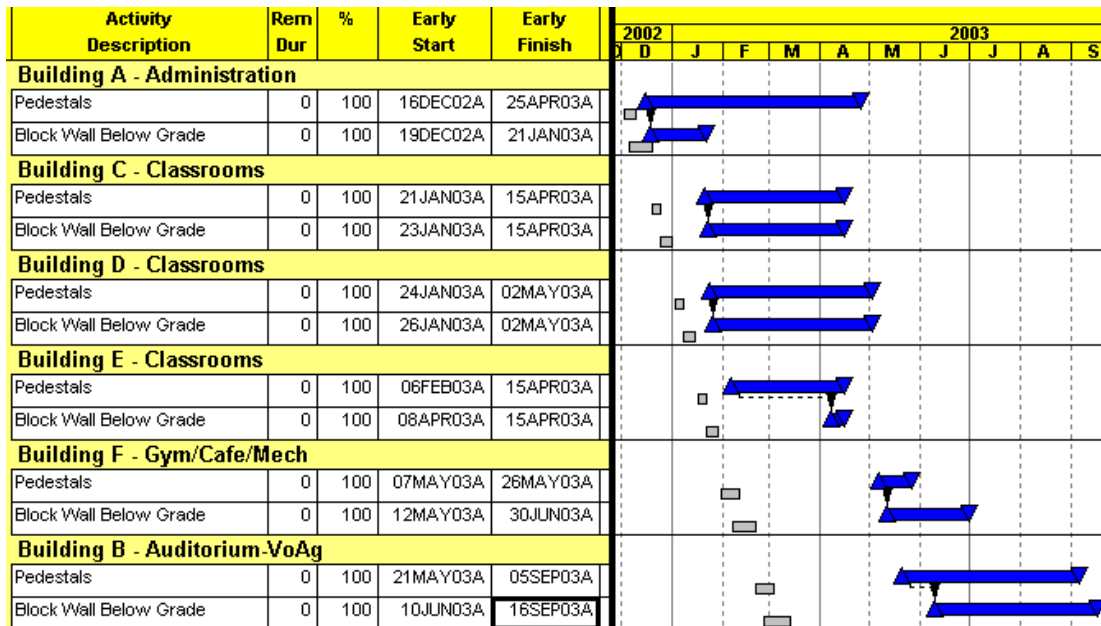 Activity Rem % Early Early
Description Dur Start Finish
2002 2003
D D J F M A M J J A S
Building A - Administration
Pedestals 0 100 16DEC02A 25APR03A
Block Wall Below Grade 0 100 19DEC02A 21JAN03A
Building C - Classrooms
Pedestals 0 100 21JAN03A 15APR03A
Block Wall Below Grade 0 100 23JAN03A 15APR03A
Building D - Classrooms
Pedestals 0 100 24JAN03A 02MAY03A
Block Wall Below Grade 0 100 26JAN03A 02MAY03A
Building E - Classrooms
Pedestals 0 100 06FEB03A 15APR03A
Block Wall Below Grade 0 100 08APR03A 15APR03A
Building F - Gym/Cafe/Mech
Pedestals 0 100 07MAY03A 26MAY03A
Block Wall Below Grade 0 100 12MAY03A 30JUN03A
Building B - Auditorium-VoAg
Pedestals 0 100 21MAY03A 05SEP03A
Block Wall Below Grade 0 100 10JUN03A 16SEP03A